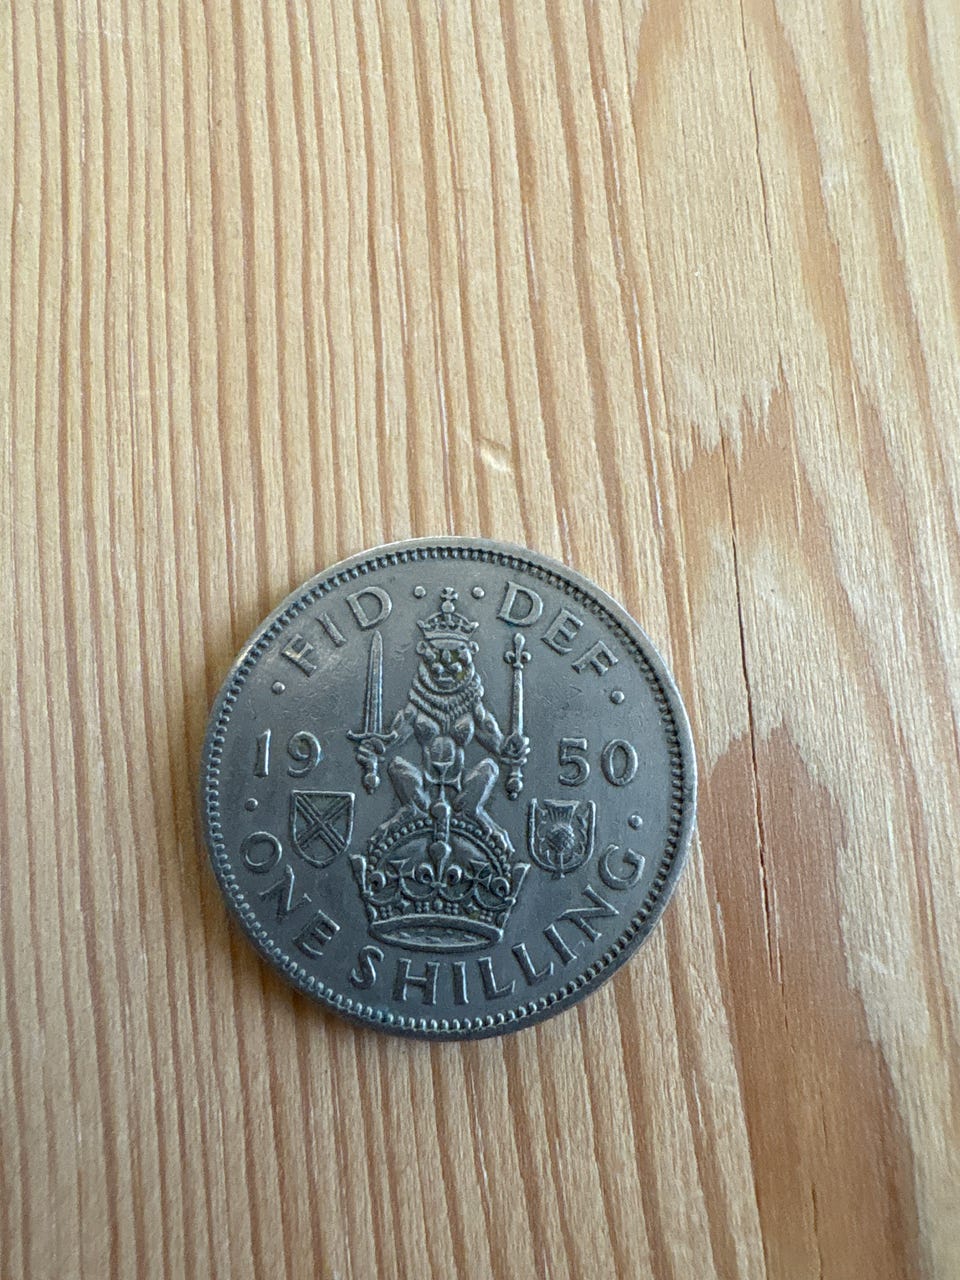 FID · · DEF
19 50
ONE SHILLING